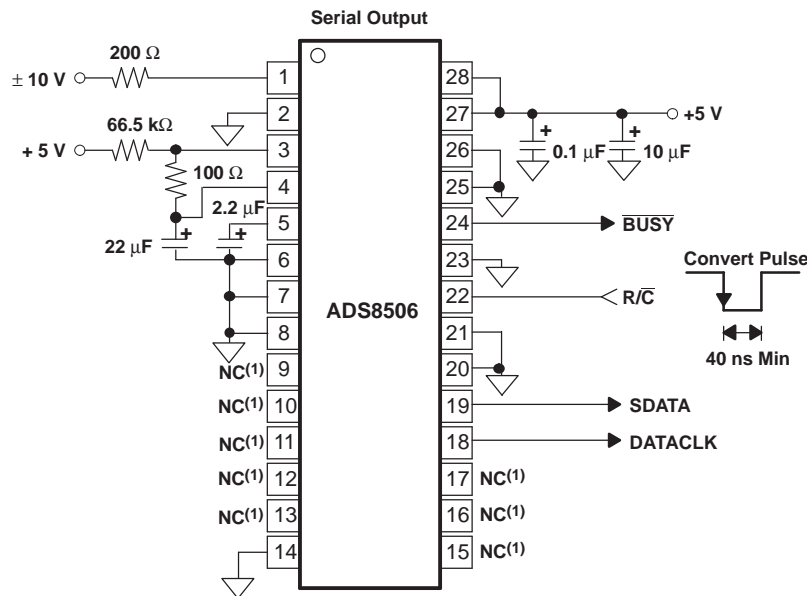 Serial Output
± 10 V
200 Ω
+ 5 V
66.5 kΩ
100 Ω
2.2 µF
22 µF
+
+
1
2
3
4
5
6
7
8
9
10
11
12
13
14
NC(1)
NC(1)
NC(1)
NC(1)
NC(1)
ADS8506
28
27
26
25
24
23
22
21
20
19
18
17
16
15
+5 V
+
0.1 µF
+
10 µF
BUSY
R/C
SDATA
DATACLK
NC(1)
NC(1)
NC(1)
Convert Pulse
40 ns Min